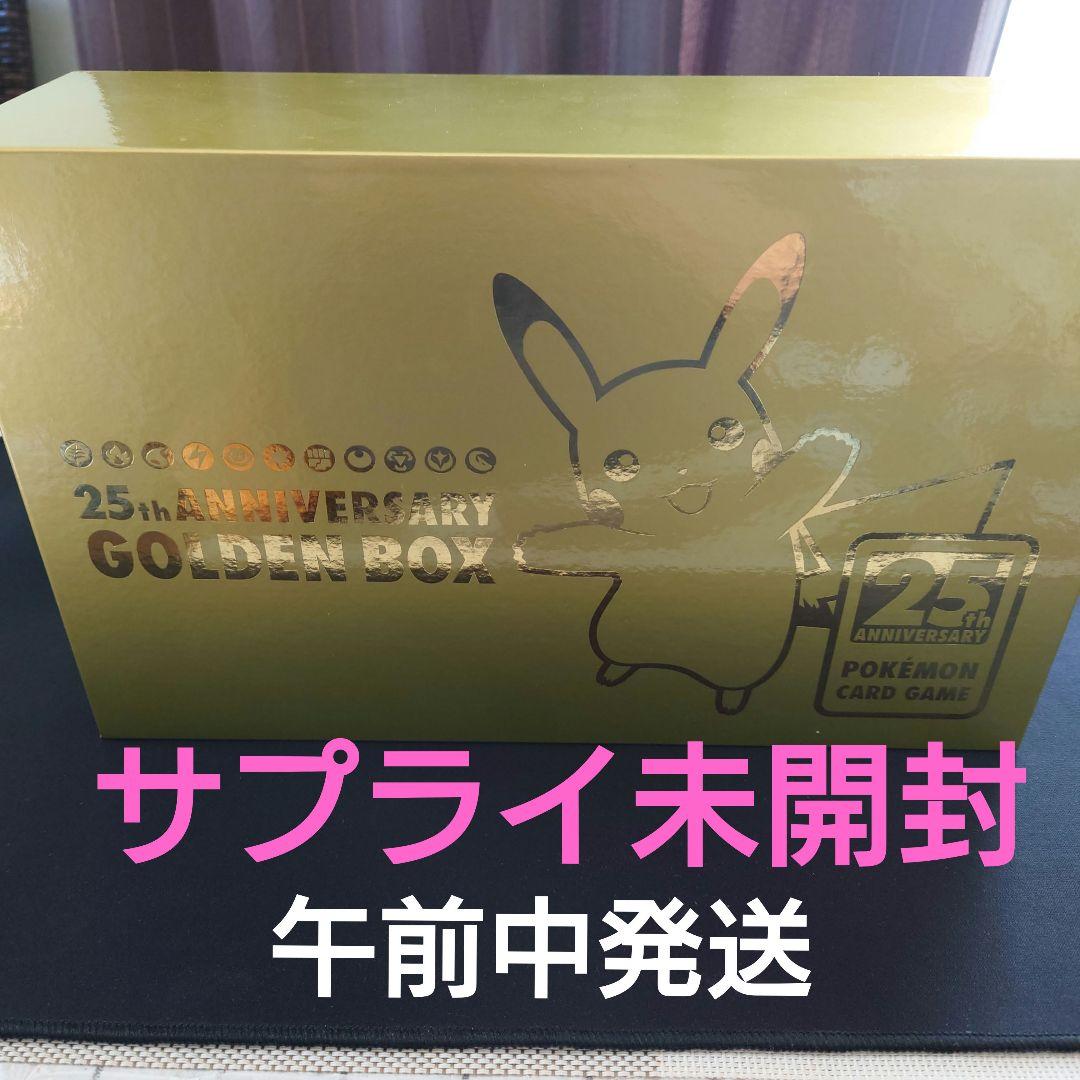 25th ANNIVERSARY
GOLDEN BOX
25th
ANNIVERSARY
POKÉMON
CARD GAME
サプライ未開封
午前中発送